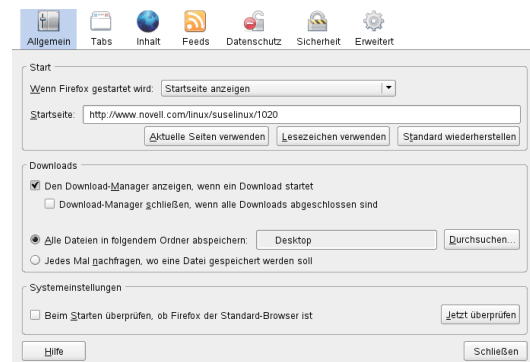 Allgemein Tabs Inhalt Feeds Datenschutz Sicherheit Erweitert
Start
Wenn Firefox gestartet wird: Startseite anzeigen
Startseite: http://www.novell.com/linux/suselinux/1020
Aktuelle Seiten verwenden Lesezeichen verwenden Standard wiederherstellen
Downloads
Den Download-Manager anzeigen, wenn ein Download startet
Download-Manager schließen, wenn alle Downloads abgeschlossen sind
Alle Dateien in folgendem Ordner abspeichern: Desktop Durchsuchen...
Jedes Mal nachfragen, wo eine Datei gespeichert werden soll
Systemeinstellungen
Beim Starten überprüfen, ob Firefox der Standard-Browser ist Jetzt überprüfen
Hilfe Schließen